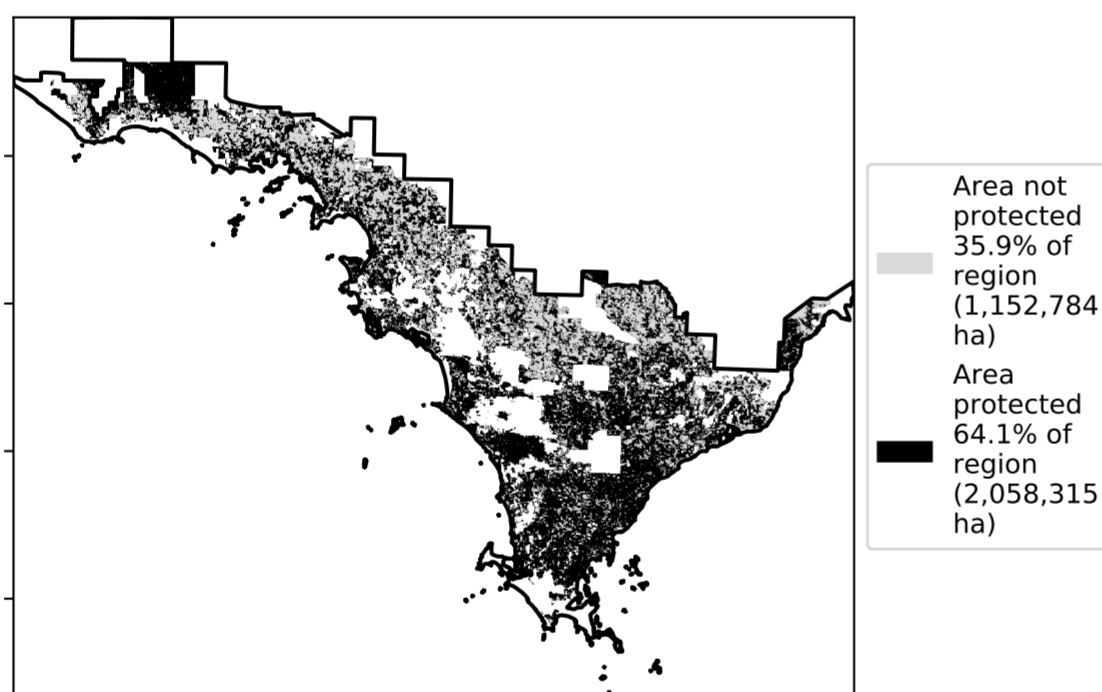 Area not
protected
35.9% of
region
(1,152,784
ha)
Area
protected
64.1% of
region
(2,058,315
ha)